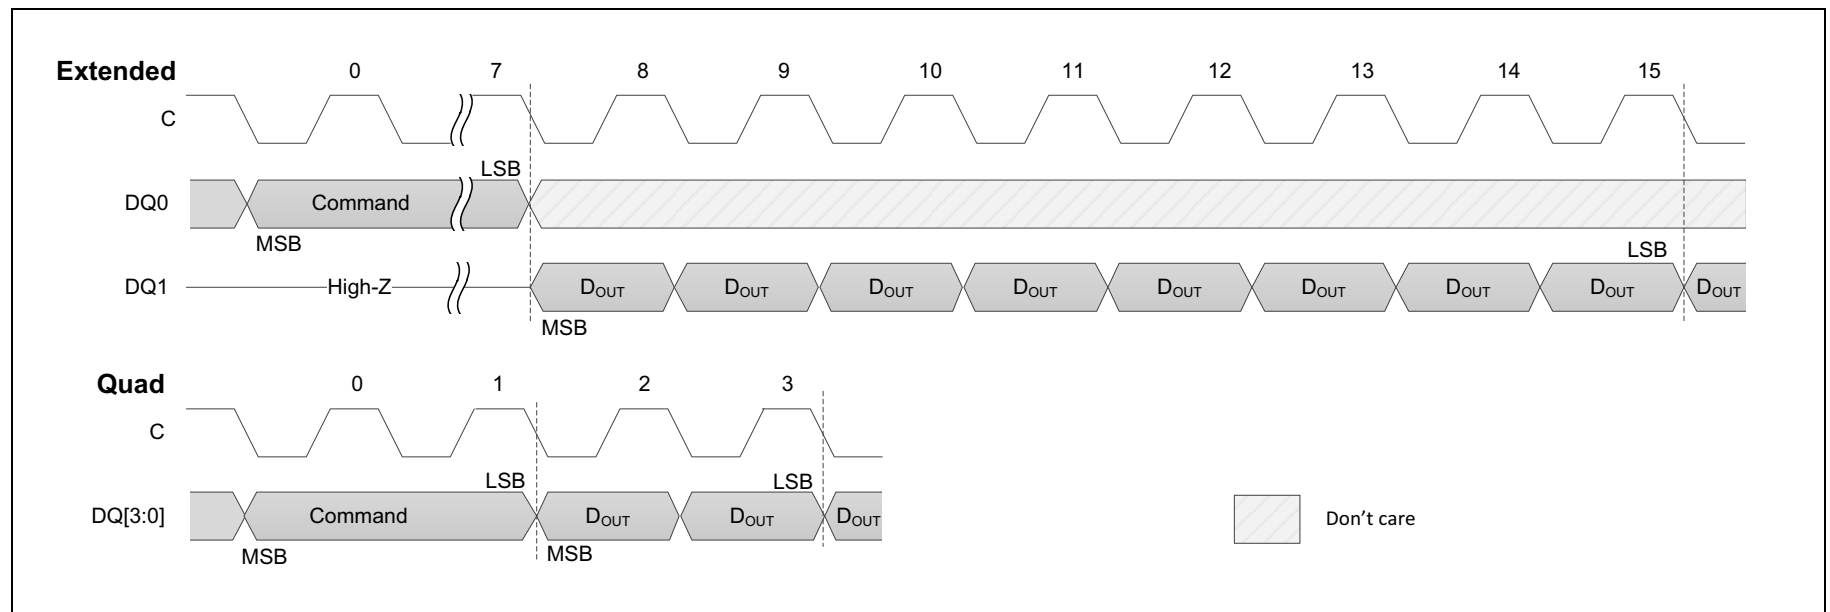 Extended 0 7 8 9 10 11 12 13 14 15
C
LSB
DQ0 Command
MSB
LSB
DQ1 High-Z DOUT DOUT DOUT DOUT DOUT DOUT DOUT DOUT DOUT
MSB
Quad 0 1 2 3
C
LSB LSB
DQ[3:0] Command DOUT DOUT DOUT Don’t care
MSB MSB